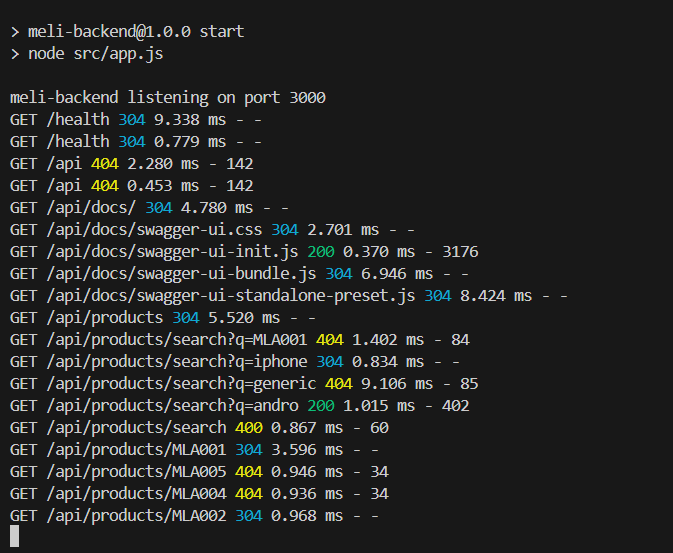 > meli-backend@1.0.0 start
> node src/app.js
meli-backend listening on port 3000
GET /health 304 9.338 ms - -
GET /health 304 0.779 ms - -
GET /api 404 2.280 ms - 142
GET /api 404 0.453 ms - 142
GET /api/docs/ 304 4.780 ms - -
GET /api/docs/swagger-ui.css 304 2.701 ms - -
GET /api/docs/swagger-ui-init.js 200 0.370 ms - 3176
GET /api/docs/swagger-ui-bundle.js 304 6.946 ms - -
GET /api/docs/swagger-ui-standalone-preset.js 304 8.424 ms - -
GET /api/products 304 5.520 ms - -
GET /api/products/search?q=MLA001 404 1.402 ms - 84
GET /api/products/search?q=iphone 304 0.834 ms - -
GET /api/products/search?q=generic 404 9.106 ms - 85
GET /api/products/search?q=andro 200 1.015 ms - 402
GET /api/products/search 400 0.867 ms - 60
GET /api/products/MLA001 304 3.596 ms - -
GET /api/products/MLA005 404 0.946 ms - 34
GET /api/products/MLA004 404 0.936 ms - 34
GET /api/products/MLA002 304 0.968 ms - -